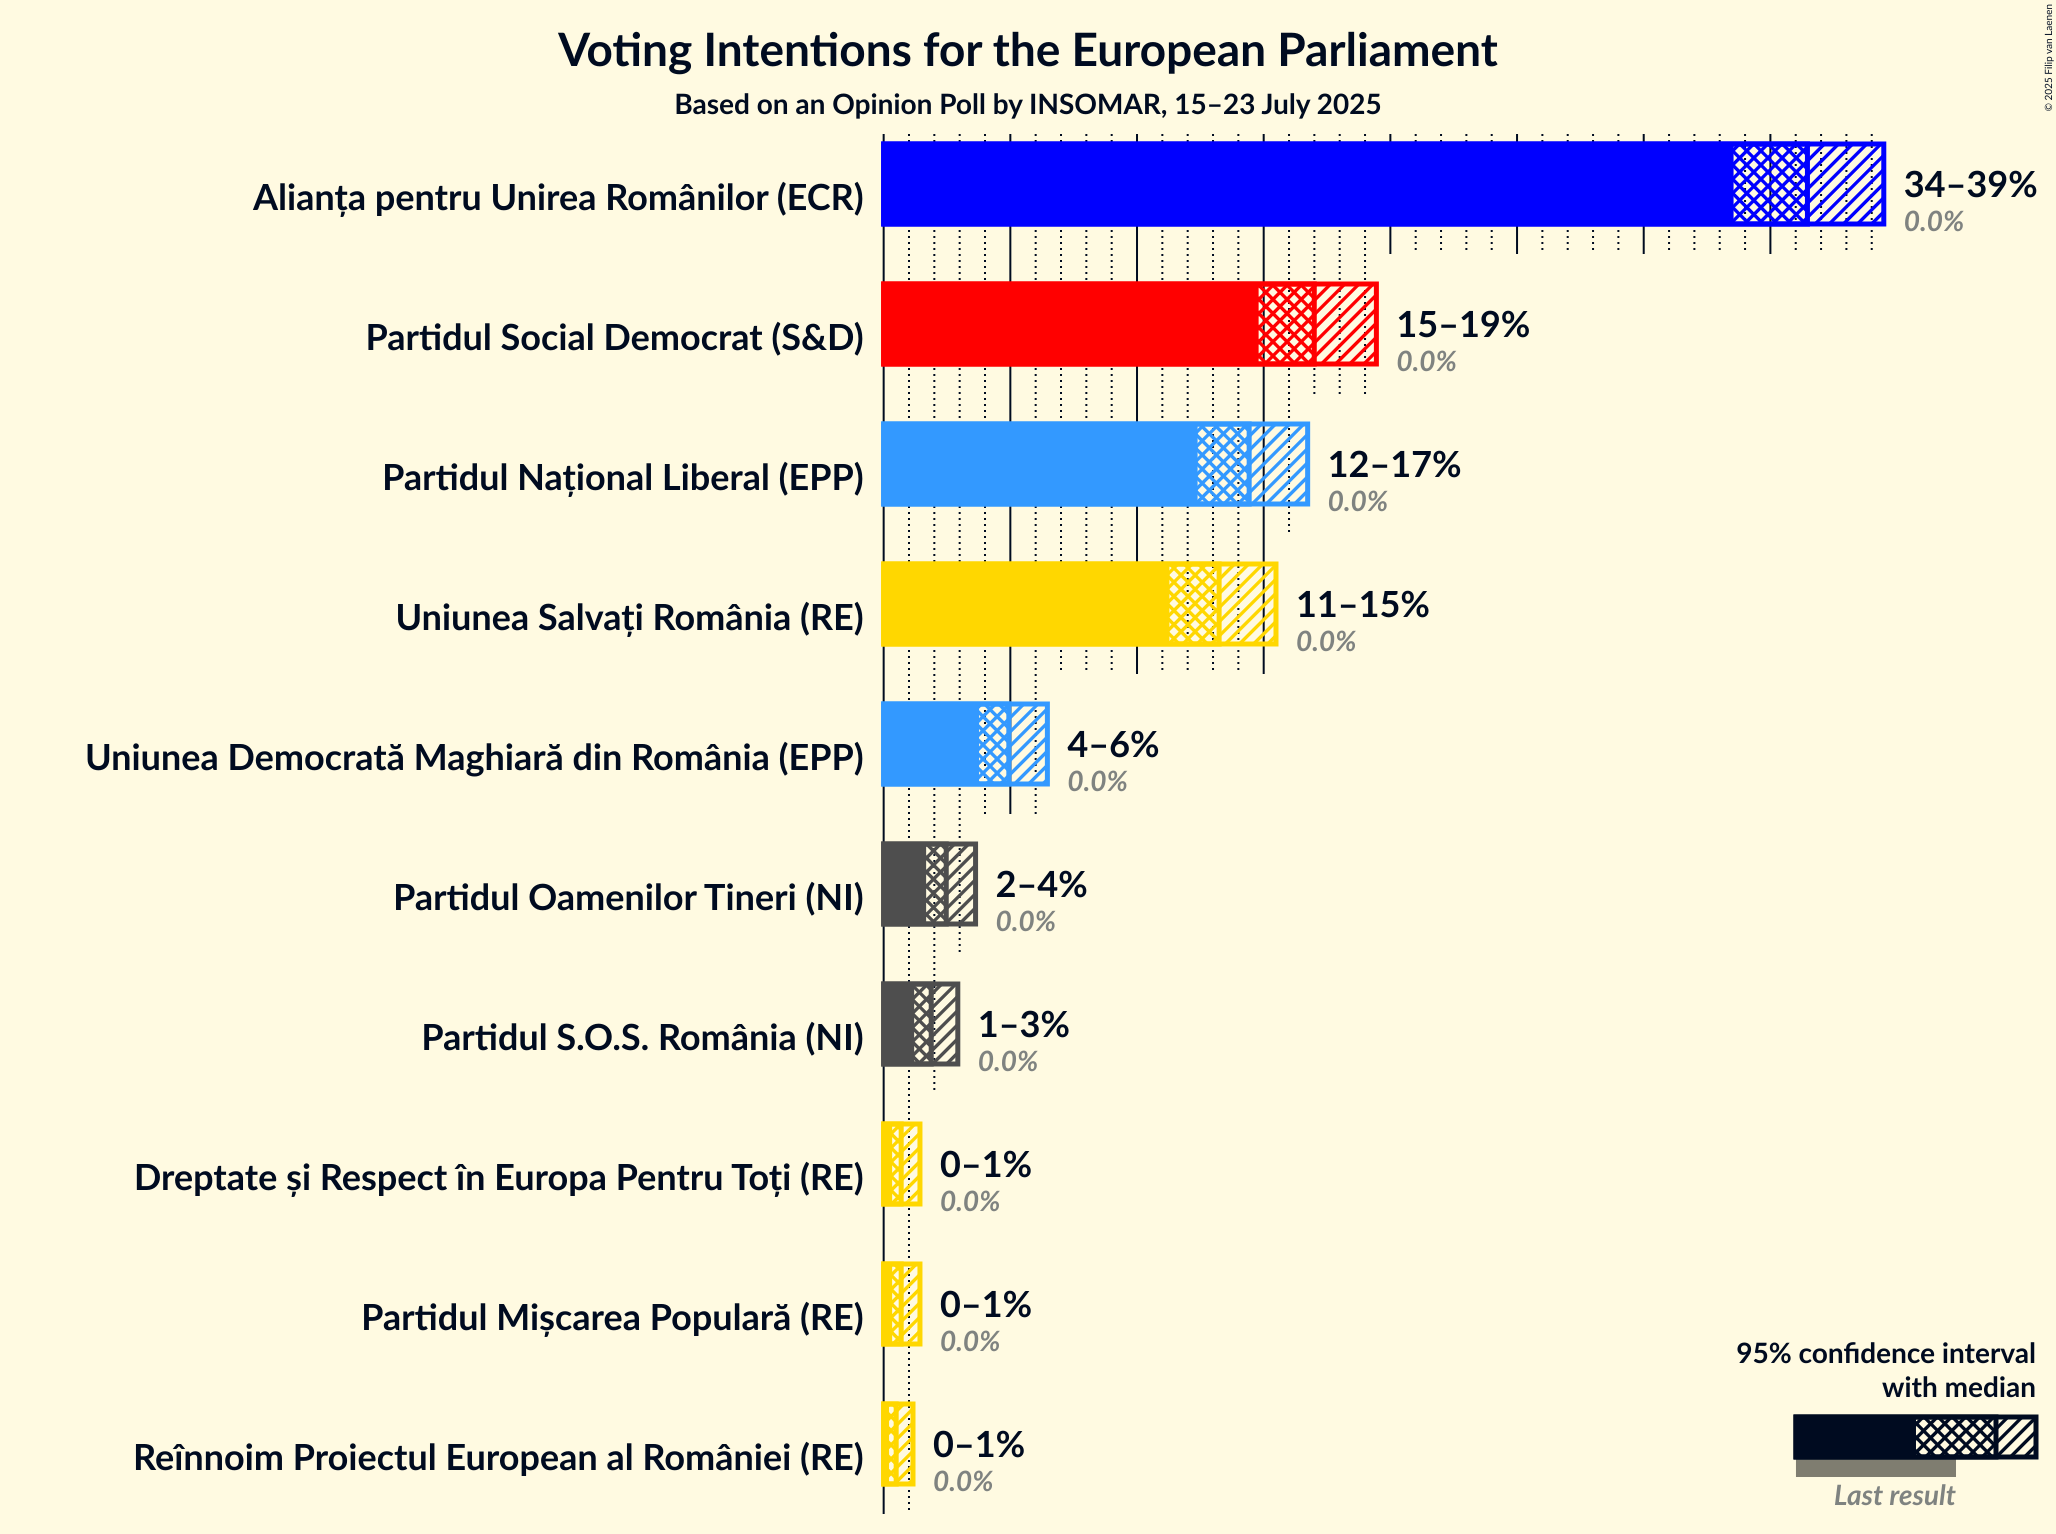 Voting Intentions for the European Parliament
Based on an Opinion Poll by INSOMAR, 15–23 July 2025
© 2025 Filip van Laenen
Alianța pentru Unirea Românilor (ECR)
34–39%
0.0%
Partidul Social Democrat (S&D)
15–19%
0.0%
Partidul Național Liberal (EPP)
12–17%
0.0%
Uniunea Salvați România (RE)
11–15%
0.0%
Uniunea Democrată Maghiară din România (EPP)
4–6%
0.0%
Partidul Oamenilor Tineri (NI)
2–4%
0.0%
Partidul S.O.S. România (NI)
1–3%
0.0%
Dreptate și Respect în Europa Pentru Toți (RE)
0–1%
0.0%
Partidul Mișcarea Populară (RE)
0–1%
0.0%
Reînnoim Proiectul European al României (RE)
0–1%
0.0%
95% confidence interval
with median
Last result